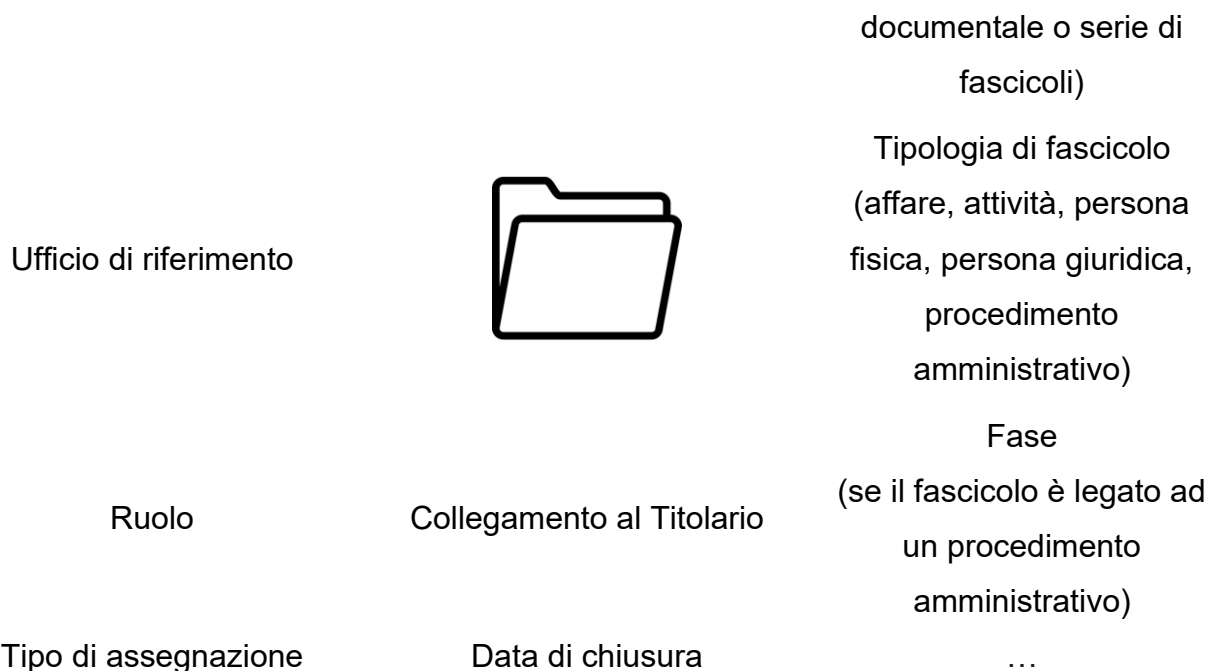 documentale o serie di
fascicoli)
Ufficio di riferimento
Tipologia di fascicolo
(affare, attività, persona
fisica, persona giuridica,
procedimento
amministrativo)
Ruolo
Collegamento al Titolario
Fase
(se il fascicolo è legato ad
un procedimento
amministrativo)
Tipo di assegnazione
Data di chiusura
…